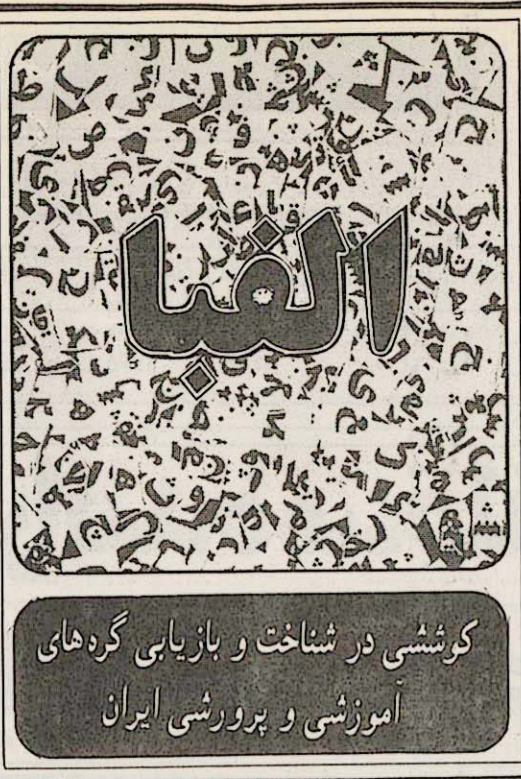 الفبا
کوششی در شناخت و بازیابی گره‌های
آموزشی و پرورشی ایران